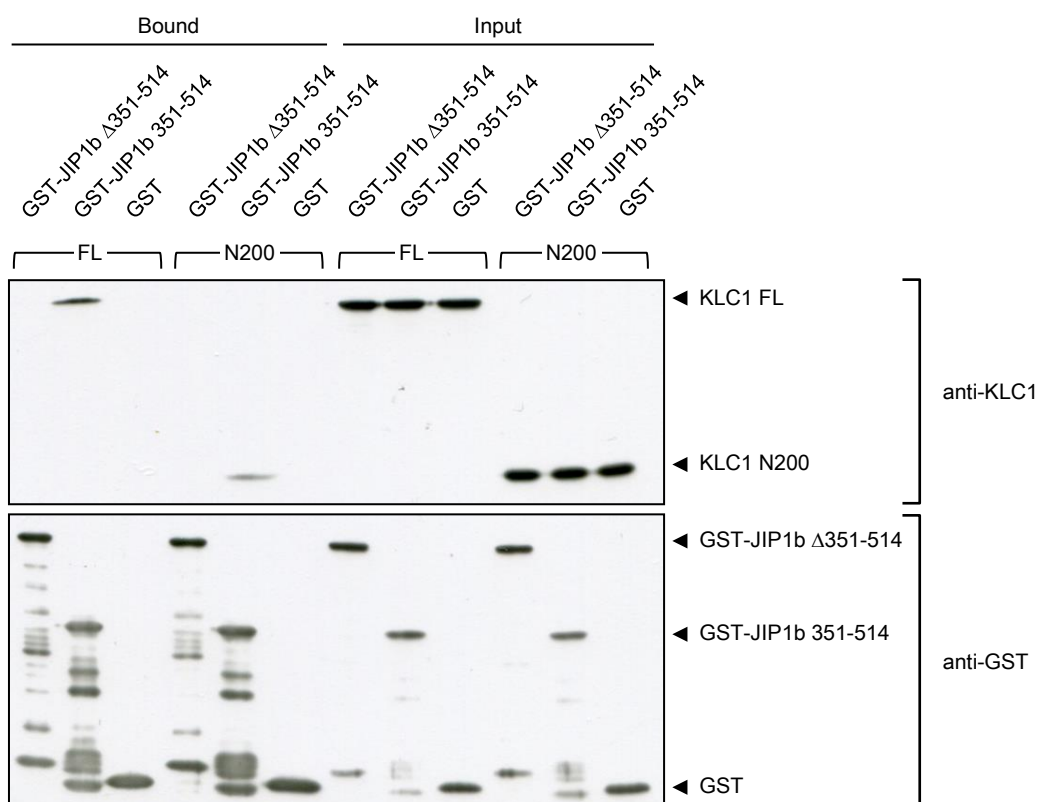 Bound Input
GST-JIP1b Δ351-514
GST-JIP1b 351-514
GST
GST-JIP1b Δ351-514
GST-JIP1b 351-514
GST
GST-JIP1b Δ351-514
GST-JIP1b 351-514
GST
GST-JIP1b Δ351-514
GST-JIP1b 351-514
GST
FL N200 FL N200
KLC1 FL
anti-KLC1
KLC1 N200
GST-JIP1b Δ351-514
GST-JIP1b 351-514
anti-GST
GST